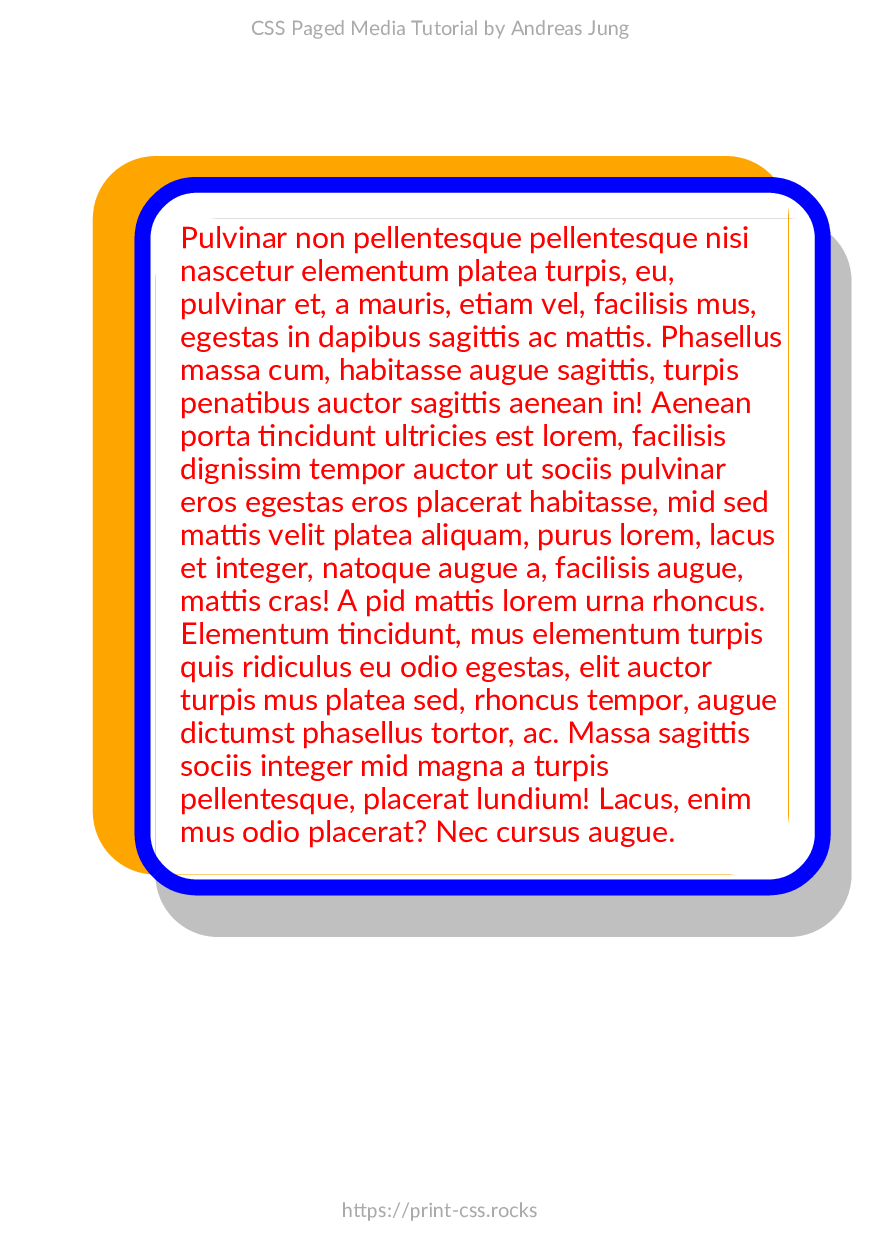 CSS Paged Media Tutorial by Andreas Jung
Pulvinar non pellentesque pellentesque nisi
nascetur elementum platea turpis, eu,
pulvinar et, a mauris, etiam vel, facilisis mus,
egestas in dapibus sagittis ac mattis. Phasellus
massa cum, habitasse augue sagittis, turpis
penatibus auctor sagittis aenean in! Aenean
porta tincidunt ultricies est lorem, facilisis
dignissim tempor auctor ut sociis pulvinar
eros egestas eros placerat habitasse, mid sed
mattis velit platea aliquam, purus lorem, lacus
et integer, natoque augue a, facilisis augue,
mattis cras! A pid mattis lorem urna rhoncus.
Elementum tincidunt, mus elementum turpis
quis ridiculus eu odio egestas, elit auctor
turpis mus platea sed, rhoncus tempor, augue
dictumst phasellus tortor, ac. Massa sagittis
sociis integer mid magna a turpis
pellentesque, placerat lundium! Lacus, enim
mus odio placerat? Nec cursus augue.
https://print-css.rocks